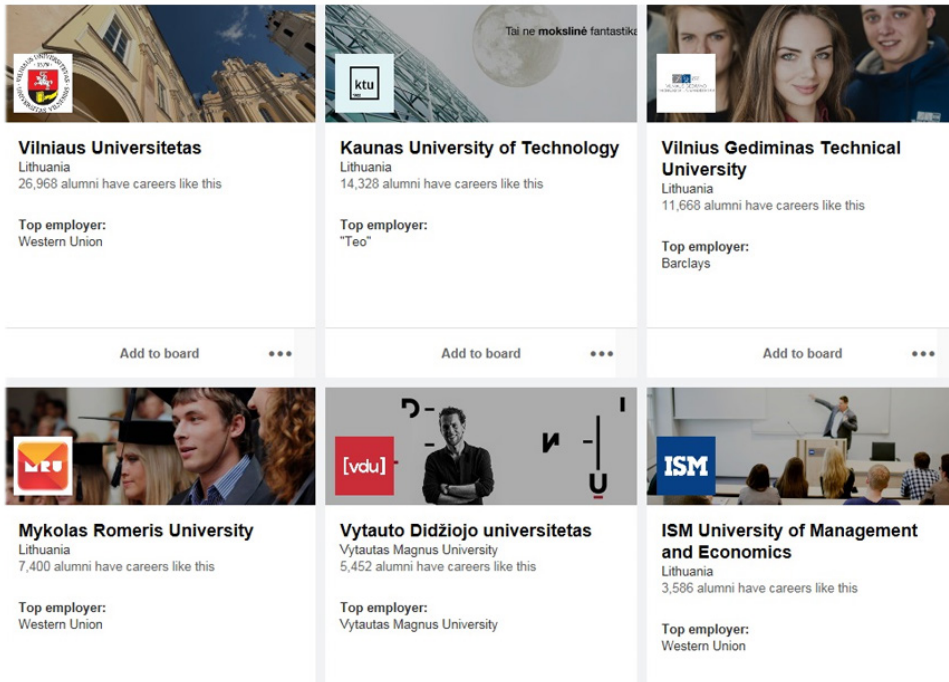 Tai ne mokslinė fantastika
VILNIAUS UNIVERSITETAS
1579
ktu
1922
Vilniaus Universitetas
Lithuania
26,968 alumni have careers like this
Top employer:
Western Union
Kaunas University of Technology
Lithuania
14,328 alumni have careers like this
Top employer:
"Teo"
Vilnius Gediminas Technical
University
Lithuania
11,668 alumni have careers like this
Top employer:
Barclays
Add to board
Add to board
Add to board
MRU
[vdu]
D
I
N
I
U
ISM
Mykolas Romeris University
Lithuania
7,400 alumni have careers like this
Top employer:
Western Union
Vytauto Didžiojo universitetas
Vytautas Magnus University
5,452 alumni have careers like this
Top employer:
Vytautas Magnus University
ISM University of Management
and Economics
Lithuania
3,586 alumni have careers like this
Top employer:
Western Union